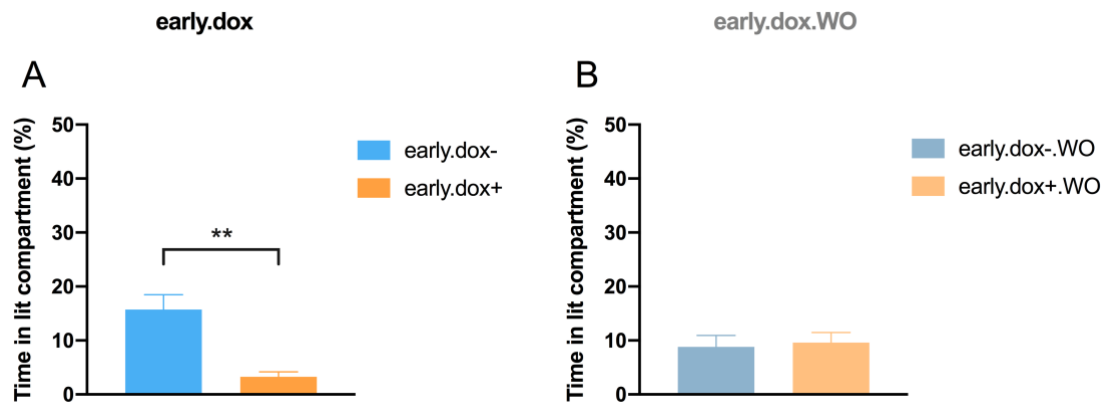 early.dox
early.dox.WO
A
B
Time in lit compartment (%)
50
40
30
20
10
0
**
early.dox-
early.dox+
Time in lit compartment (%)
50
40
30
20
10
0
early.dox-.WO
early.dox+.WO